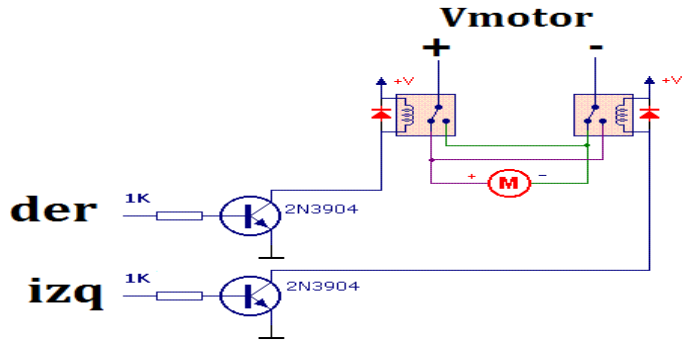 Vmotor
+ -
+V +V
+ M -
1K
der 2N3904
1K
izq 2N3904